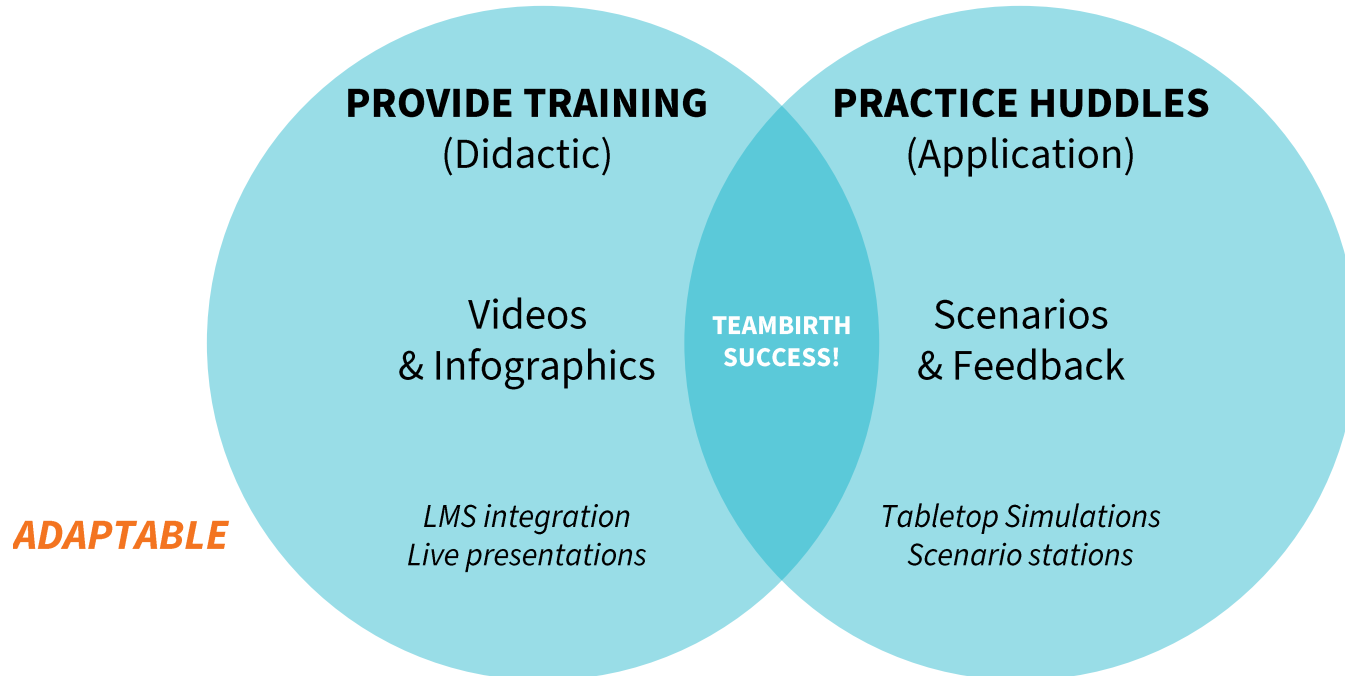 PROVIDE TRAINING
(Didactic)
Videos
& Infographics
LMS integration
Live presentations
TEAMBIRTH
SUCCESS!
PRACTICE HUDDLES
(Application)
Scenarios
& Feedback
Tabletop Simulations
Scenario stations
ADAPTABLE